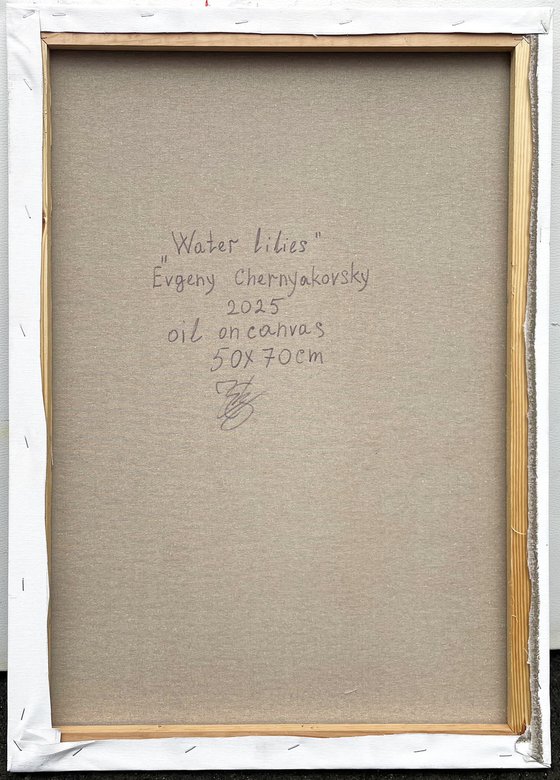 „Water lilies"
Evgeny Chernyakovsky
2025
oil on canvas
50x70cm